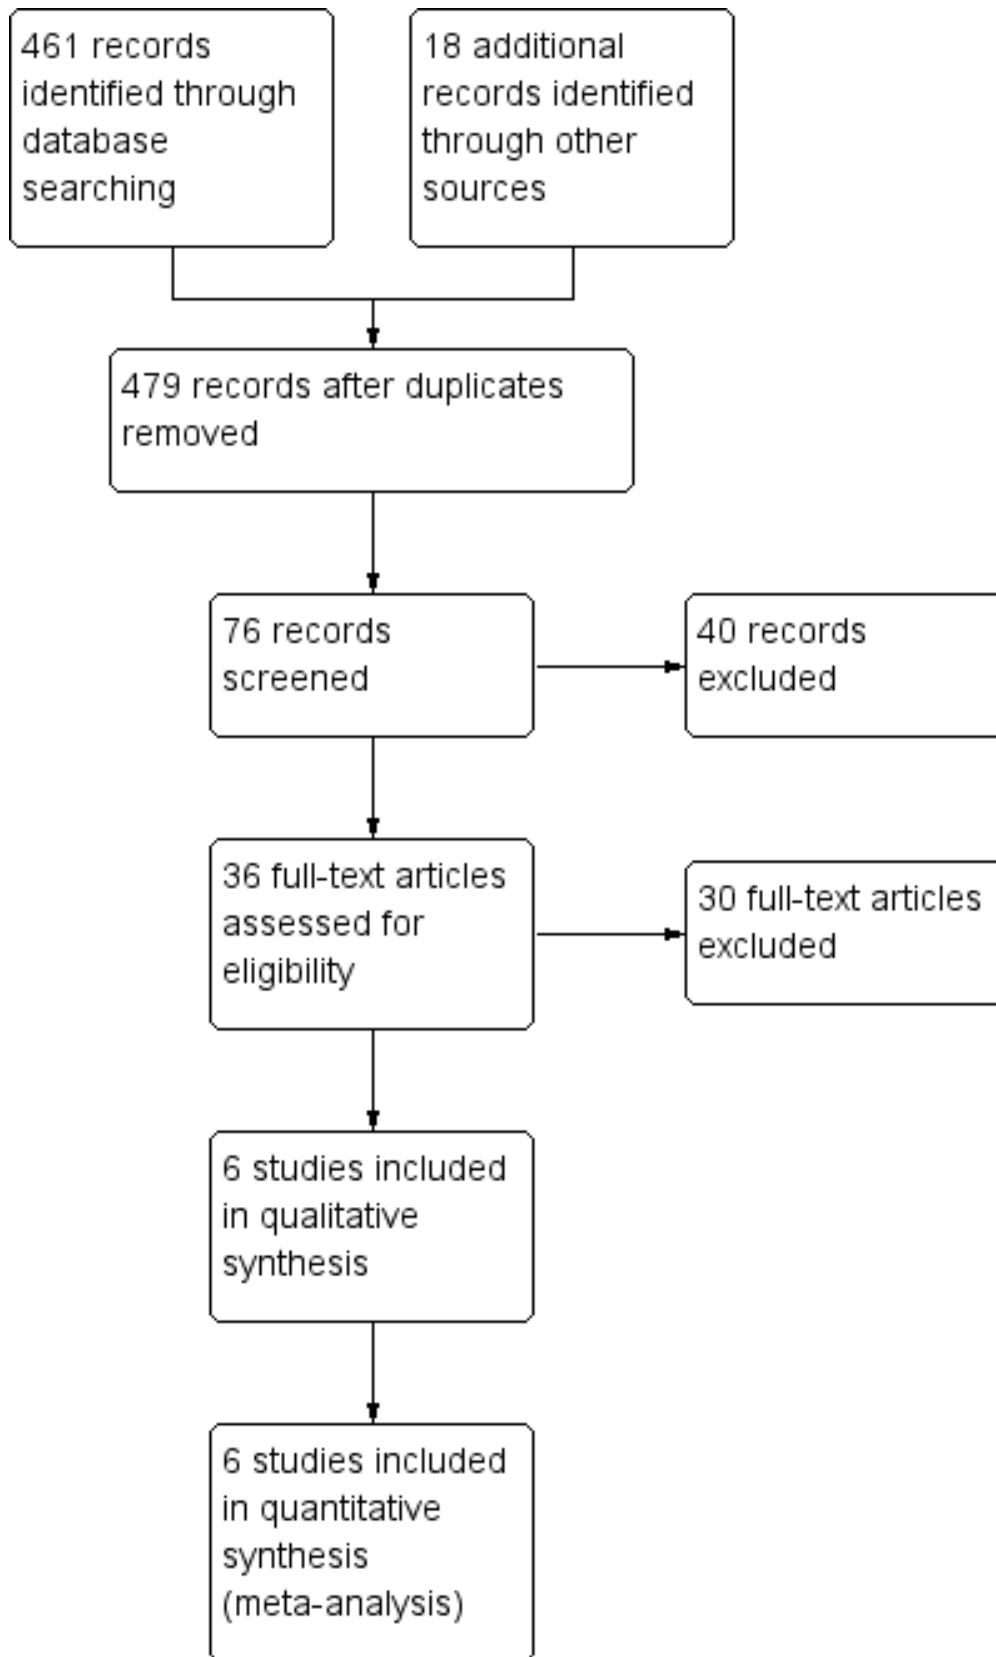 461 records
identified through
database
searching
18 additional
records identified
through other
sources
479 records after duplicates
removed
76 records
screened
40 records
excluded
36 full-text articles
assessed for
eligibility
30 full-text articles
excluded
6 studies included
in qualitative
synthesis
6 studies included
in quantitative
synthesis
(meta-analysis)